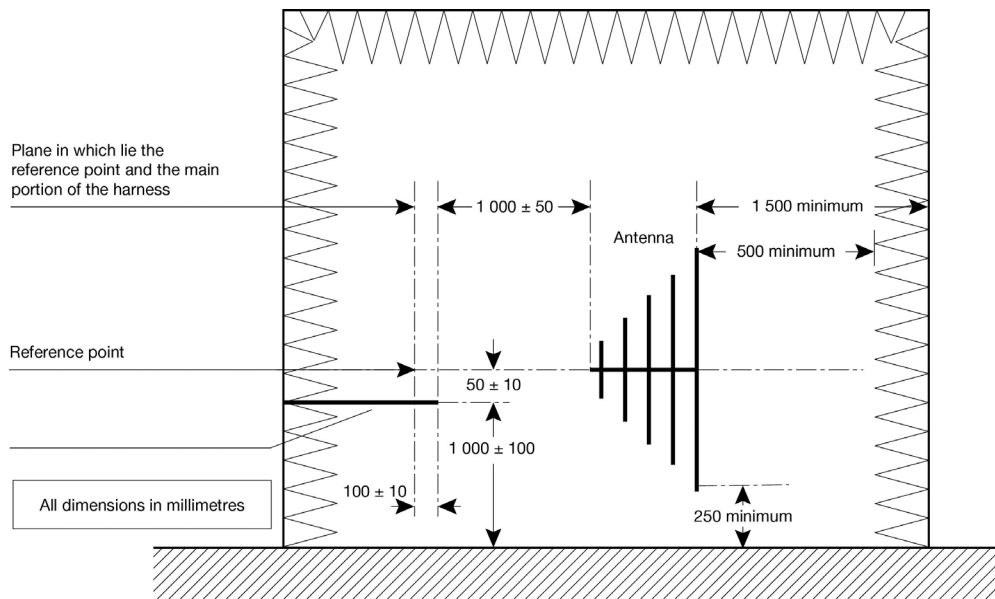 Plane in which lie the
reference point and the main
portion of the harness
1 000 ± 50
1 500 minimum
Antenna
500 minimum
Reference point
50 ± 10
1 000 ± 100
100 ± 10
All dimensions in millimetres
250 minimum